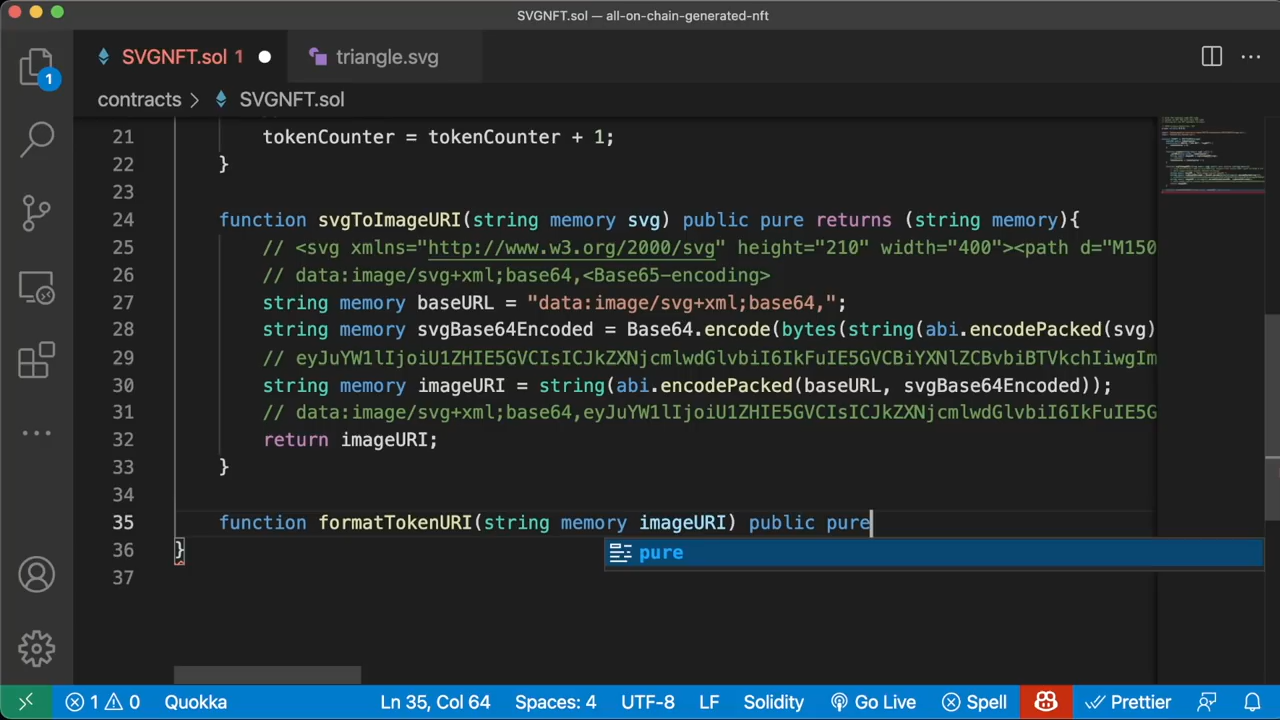 SVGNFT.sol — all-on-chain-generated-nft
SVGNFT.sol 1
triangle.svg
contracts > SVGNFT.sol
1
21 tokenCounter = tokenCounter + 1;
22 }
23
24 function svgToImageURI(string memory svg) public pure returns (string memory){
25 // <svg xmlns="http://www.w3.org/2000/svg" height="210" width="400"><path d="M150
26 // data:image/svg+xml;base64,<Base65-encoding>
27 string memory baseURL = "data:image/svg+xml;base64,";
28 string memory svgBase64Encoded = Base64.encode(bytes(string(abi.encodePacked(svg)
29 // eyJuYW1lIjoiU1ZHIE5GVCIsICJkZXNjcmlwdGlvbiI6IkFuIE5GVCBiYXNlZCBvbiBTVkchIiwgIm
30 string memory imageURI = string(abi.encodePacked(baseURL, svgBase64Encoded));
31 // data:image/svg+xml;base64,eyJuYW1lIjoiU1ZHIE5GVCIsICJkZXNjcmlwdGlvbiI6IkFuIE5G
32 return imageURI;
33 }
34
35 function formatTokenURI(string memory imageURI) public pure
pure
36 }
37
1 0 Quokka Ln 35, Col 64 Spaces: 4 UTF-8 LF Solidity Go Live Spell Prettier